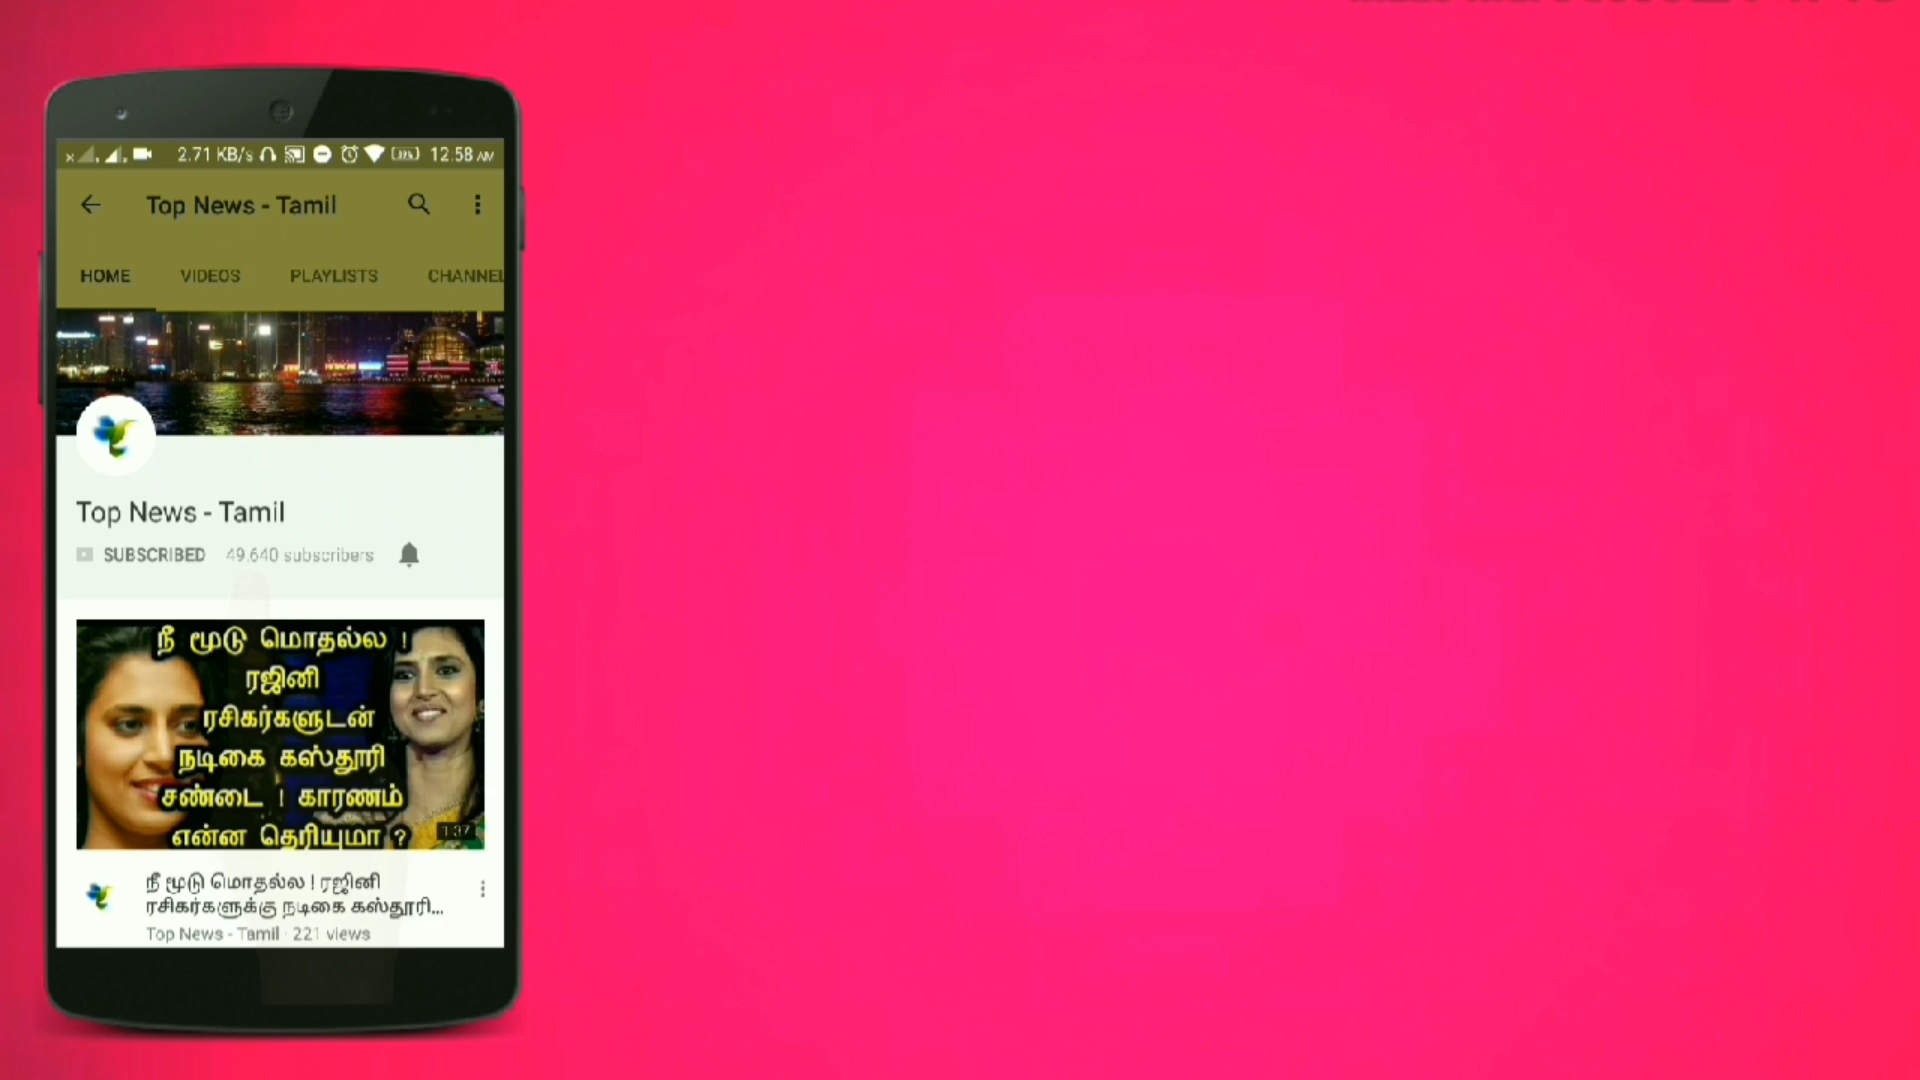 2.71 KB/s 12.58 AM
Top News - Tamil
HOME VIDEOS PLAYLISTS CHANNEL
Top News - Tamil
SUBSCRIBED 49,640 subscribers
நீ மூடு மொதல்ல !
ரஜினி
ரசிகர்களுடன்
நடிகை கஸ்தூரி
சண்டை ! காரணம்
என்ன தெரியுமா ?
1:37
நீ மூடு மொதல்ல ! ரஜினி
ரசிகர்களுக்கு நடிகை கஸ்தூரி...
Top News - Tamil · 221 views